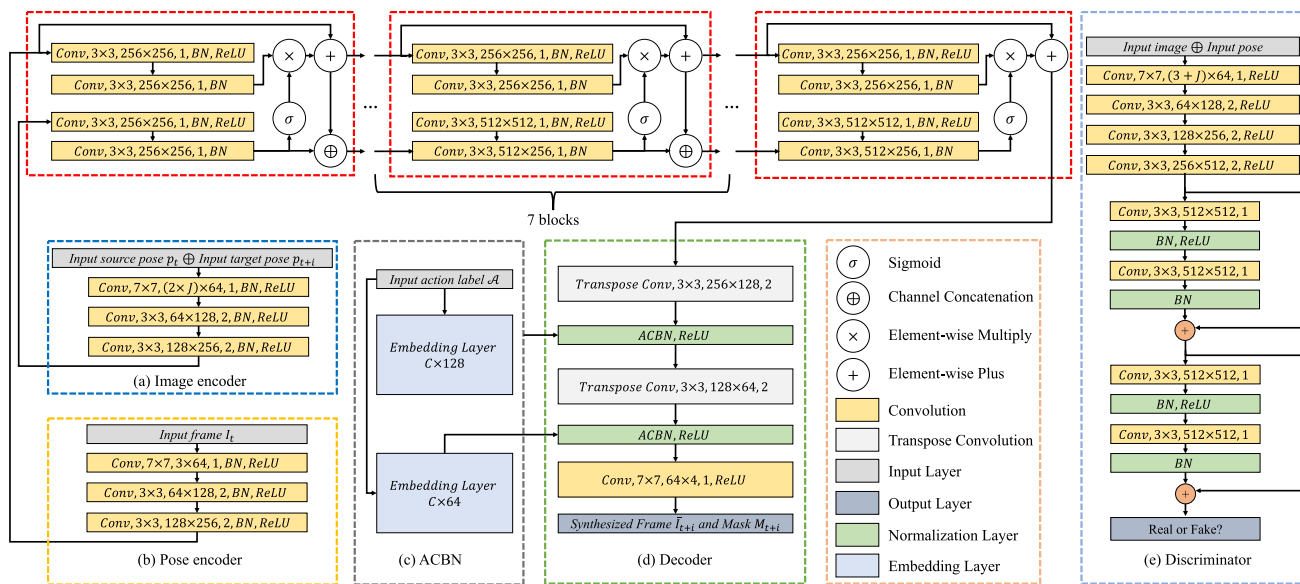 Conv, 3×3, 256×256, 1, BN, ReLU
Conv, 3×3, 256×256, 1, BN
Conv, 3×3, 256×256, 1, BN, ReLU
Conv, 3×3, 256×256, 1, BN
×
+
σ
⊕
...
...
Conv, 3×3, 256×256, 1, BN, ReLU
Conv, 3×3, 256×256, 1, BN
Conv, 3×3, 512×512, 1, BN, ReLU
Conv, 3×3, 512×256, 1, BN
×
+
σ
⊕
...
...
Conv, 3×3, 256×256, 1, BN, ReLU
Conv, 3×3, 256×256, 1, BN
Conv, 3×3, 512×512, 1, BN, ReLU
Conv, 3×3, 512×256, 1, BN
×
+
σ
7 blocks
Input source pose p_t ⊕ Input target pose p_{t+i}
Conv, 7×7, (2 × J)×64, 1, BN, ReLU
Conv, 3×3, 64×128, 2, BN, ReLU
Conv, 3×3, 128×256, 2, BN, ReLU
(a) Image encoder
Input frame I_t
Conv, 7×7, 3×64, 1, BN, ReLU
Conv, 3×3, 64×128, 2, BN, ReLU
Conv, 3×3, 128×256, 2, BN, ReLU
(b) Pose encoder
Input action label 𝒜
Embedding Layer
C×128
Embedding Layer
C×64
(c) ACBN
Transpose Conv, 3×3, 256×128, 2
ACBN, ReLU
Transpose Conv, 3×3, 128×64, 2
ACBN, ReLU
Conv, 7×7, 64×4, 1, ReLU
Synthesized Frame Ī_{t+i} and Mask M_{t+i}
(d) Decoder
σ Sigmoid
⊕ Channel Concatenation
× Element-wise Multiply
+ Element-wise Plus
Convolution
Transpose Convolution
Input Layer
Output Layer
Normalization Layer
Embedding Layer
Input image ⊕ Input pose
Conv, 7×7, (3 + J)×64, 1, ReLU
Conv, 3×3, 64×128, 2, ReLU
Conv, 3×3, 128×256, 2, ReLU
Conv, 3×3, 256×512, 2, ReLU
Conv, 3×3, 512×512, 1
BN, ReLU
Conv, 3×3, 512×512, 1
BN
+
Conv, 3×3, 512×512, 1
BN, ReLU
Conv, 3×3, 512×512, 1
BN
+
Real or Fake?
(e) Discriminator